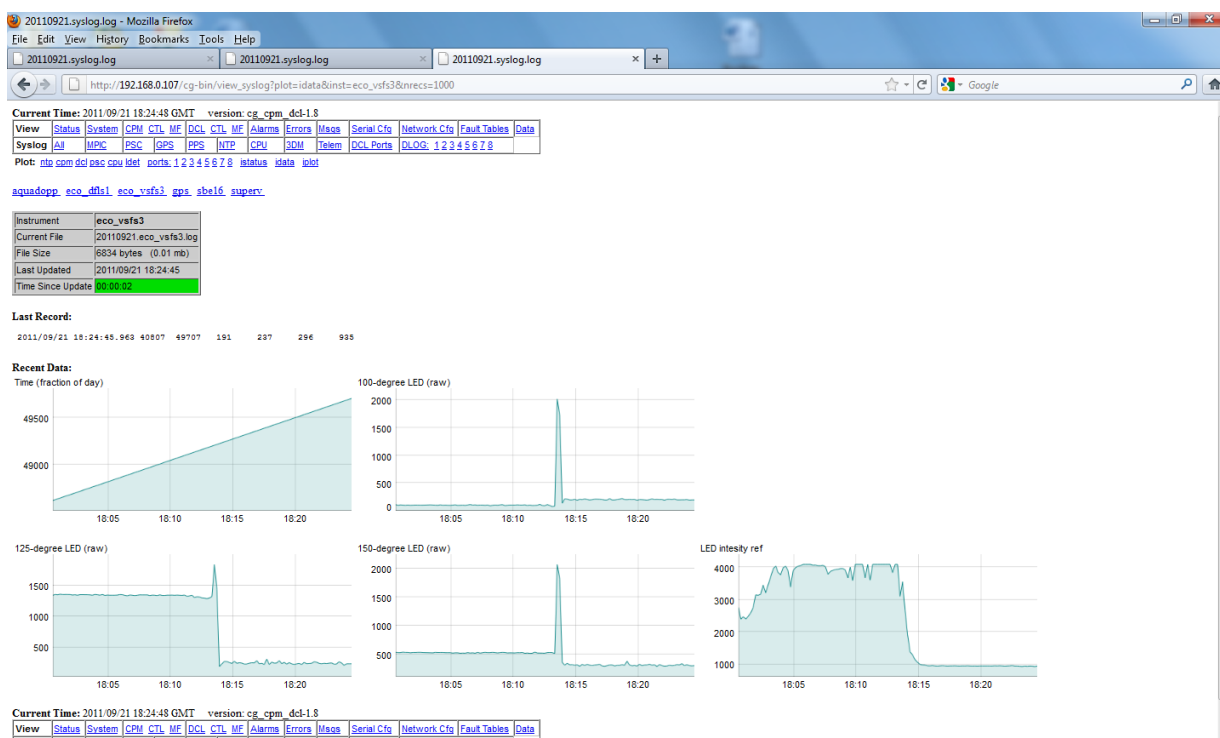 20110921.syslog.log - Mozilla Firefox
File Edit View History Bookmarks Tools Help
20110921.syslog.log × 20110921.syslog.log × 20110921.syslog.log × +
http://192.168.0.107/cg-bin/view_syslog?plot=idata&inst=eco_vsfs3&nrecs=1000 Google
Current Time: 2011/09/21 18:24:48 GMT version: cg_cpm_dcl-1.8
View Status System CPM CTL MF DCL CTL MF Alarms Errors Msgs Serial Cfg Network Cfg Fault Tables Data
Syslog All MPIC PSC GPS PPS NTP CPU 3DM Telem DCL Ports DLOG: 1 2 3 4 5 6 7 8
Plot: ntp cpm dcl psc cpu ldet ports: 1 2 3 4 5 6 7 8 istatus idata iplot
aquadopp eco_dfls1 eco_vsfs3 gps sbe16 superv
Instrument eco_vsfs3
Current File 20110921.eco_vsfs3.log
File Size 6834 bytes (0.01 mb)
Last Updated 2011/09/21 18:24:45
Time Since Update 00:00:02
Last Record:
2011/09/21 18:24:45.963 40807 49707 191 237 296 935
Recent Data:
Time (fraction of day)
49500
49000
18:05 18:10 18:15 18:20
100-degree LED (raw)
2000
1500
1000
500
0
18:05 18:10 18:15 18:20
125-degree LED (raw)
1500
1000
500
18:05 18:10 18:15 18:20
150-degree LED (raw)
2000
1500
1000
500
18:05 18:10 18:15 18:20
LED intesity ref
4000
3000
2000
1000
18:05 18:10 18:15 18:20
Current Time: 2011/09/21 18:24:48 GMT version: cg_cpm_dcl-1.8
View Status System CPM CTL MF DCL CTL MF Alarms Errors Msgs Serial Cfg Network Cfg Fault Tables Data